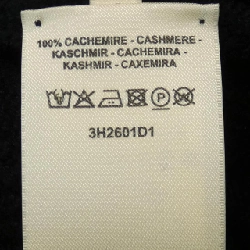 100% CACHEMIRE - CASHMERE -
KASCHMIR - CACHEMIRA -
KASHMIR - CAXEMIRA
P
3H2601D1